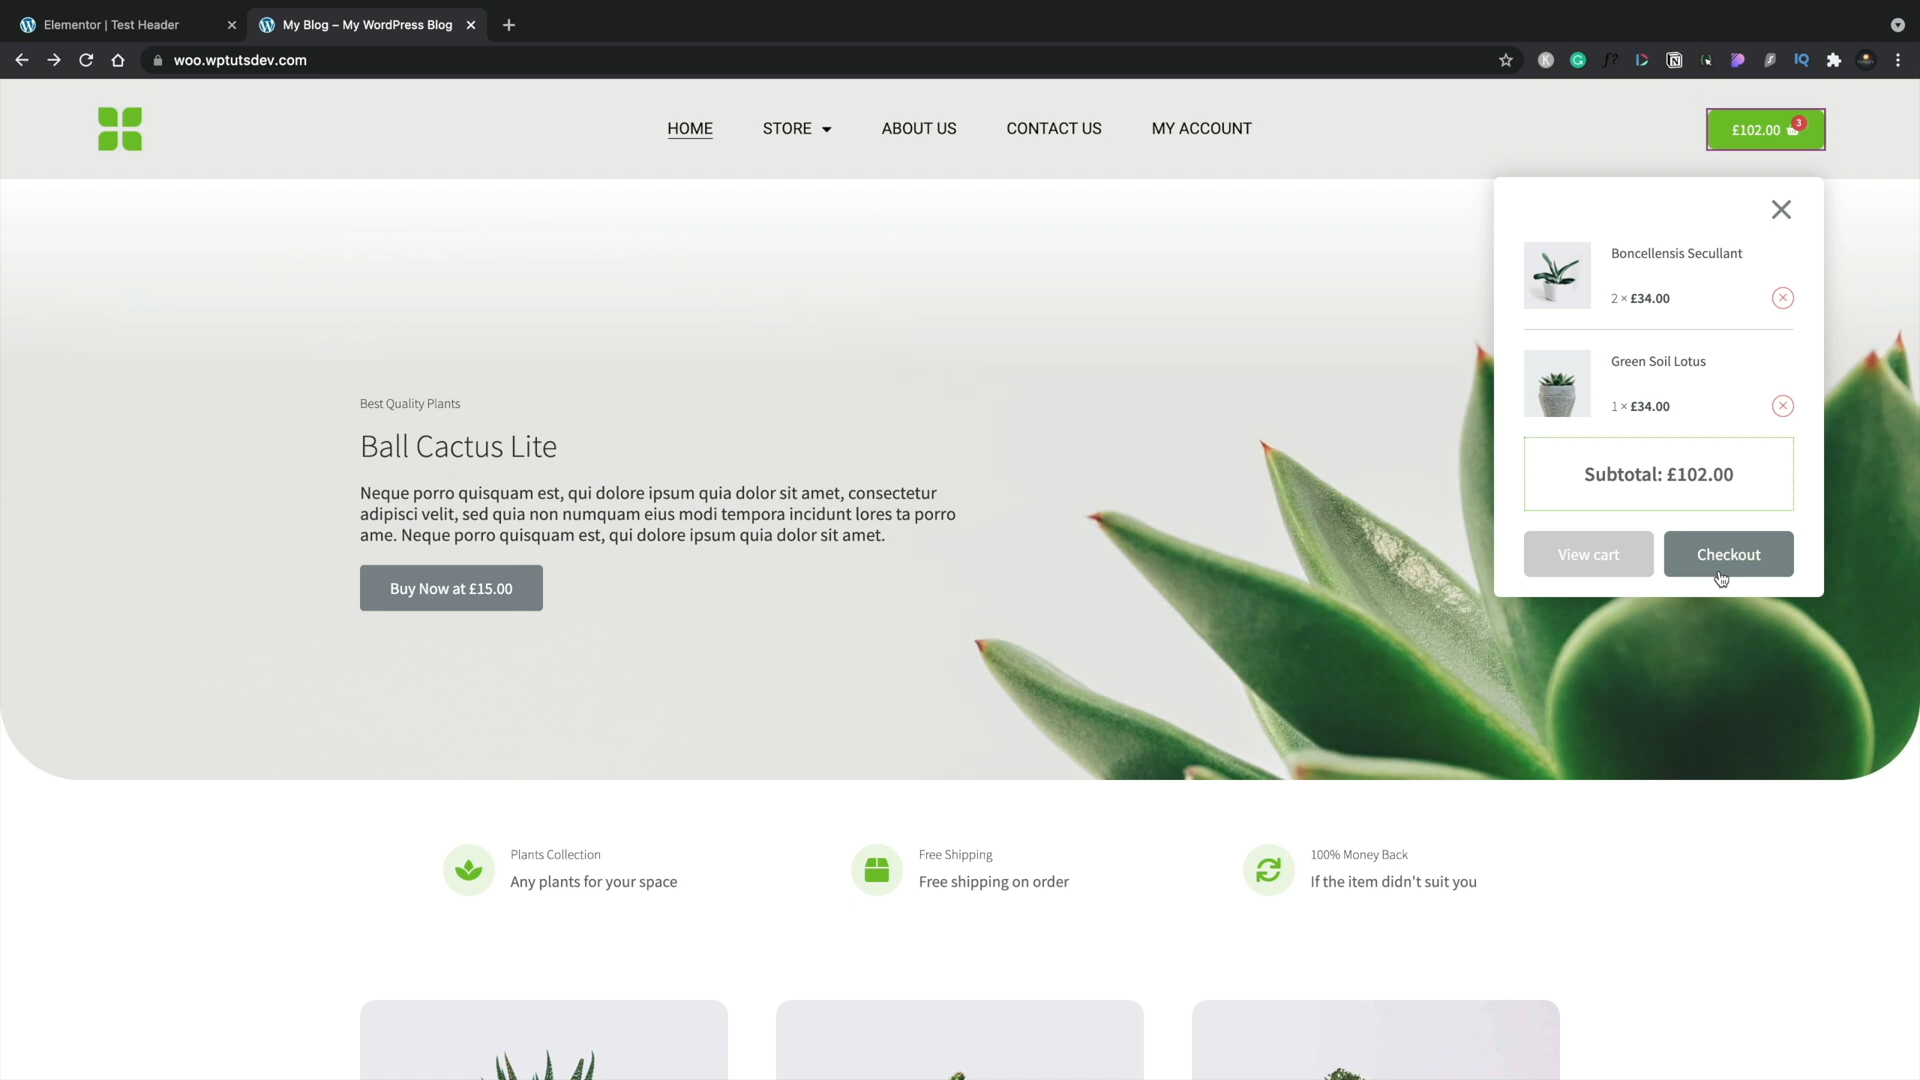 Elementor | Test Header
My Blog – My WordPress Blog
woo.wptutsdev.com
HOME
STORE
ABOUT US
CONTACT US
MY ACCOUNT
£102.00
3
Boncellensis Secullant
2 × £34.00
Green Soil Lotus
1 × £34.00
Subtotal: £102.00
View cart
Checkout
Best Quality Plants
Ball Cactus Lite
Neque porro quisquam est, qui dolore ipsum quia dolor sit amet, consectetur
adipisci velit, sed quia non numquam eius modi tempora incidunt lores ta porro
ame. Neque porro quisquam est, qui dolore ipsum quia dolor sit amet.
Buy Now at £15.00
Plants Collection
Any plants for your space
Free Shipping
Free shipping on order
100% Money Back
If the item didn't suit you